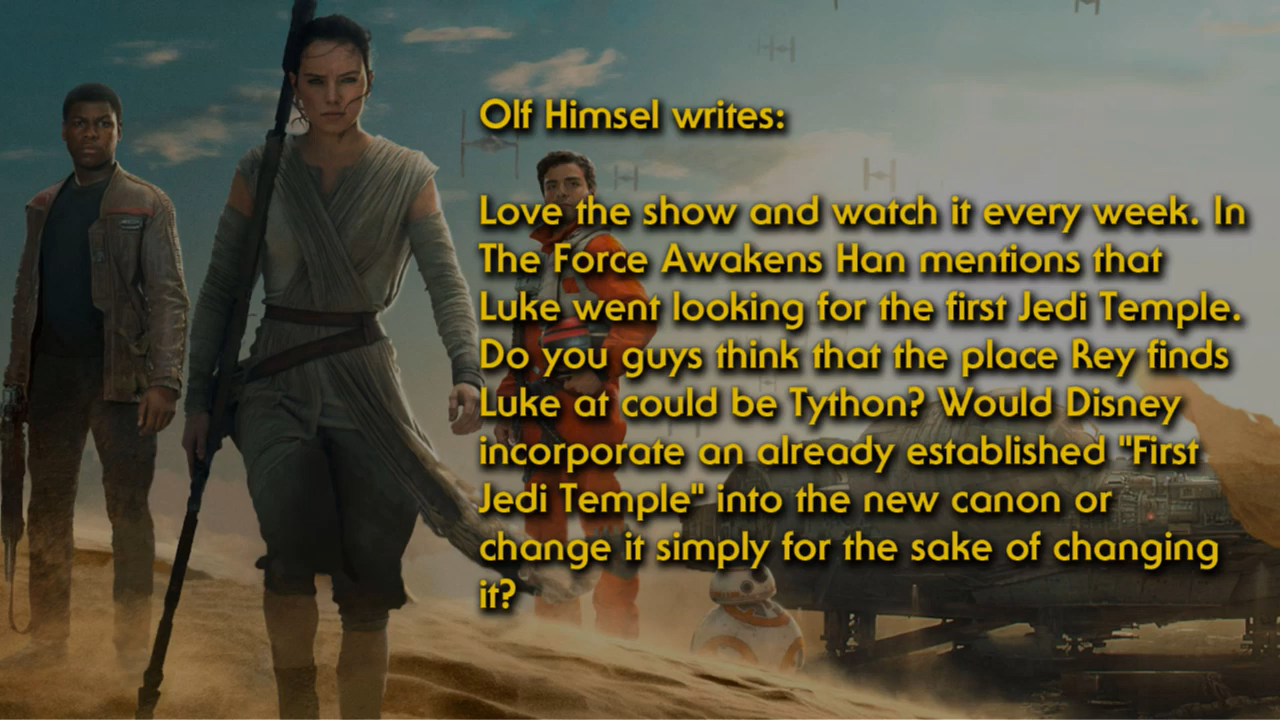 Olf Himsel writes:
Love the show and watch it every week. In
The Force Awakens Han mentions that
Luke went looking for the first Jedi Temple.
Do you guys think that the place Rey finds
Luke at could be Tython? Would Disney
incorporate an already established "First
Jedi Temple" into the new canon or
change it simply for the sake of changing
it?